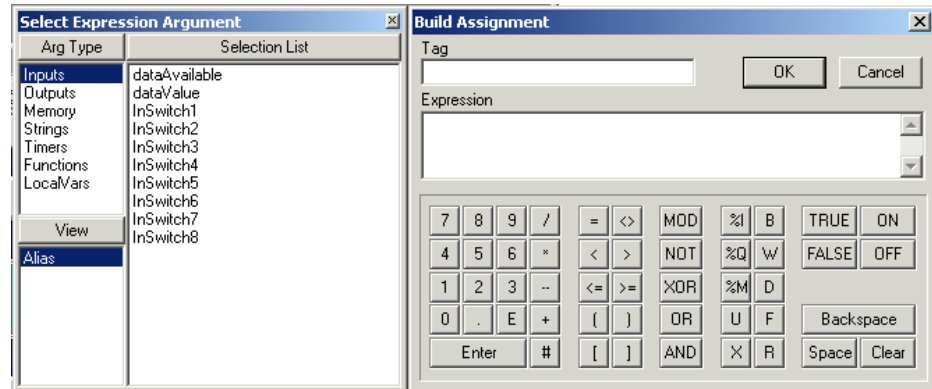 Select Expression Argument
Arg Type Selection List
Inputs
Outputs
Memory
Strings
Timers
Functions
LocalVars
View
Alias
dataAvailable
dataValue
InSwitch1
InSwitch2
InSwitch3
InSwitch4
InSwitch5
InSwitch6
InSwitch7
InSwitch8
Build Assignment
Tag
OK Cancel
Expression
7 8 9 / = <> MOD %I B TRUE ON
4 5 6 * < > NOT %Q W FALSE OFF
1 2 3 -- <= >= XOR %M D
0 . E + ( ) OR U F Backspace
Enter # [ ] AND X R Space Clear